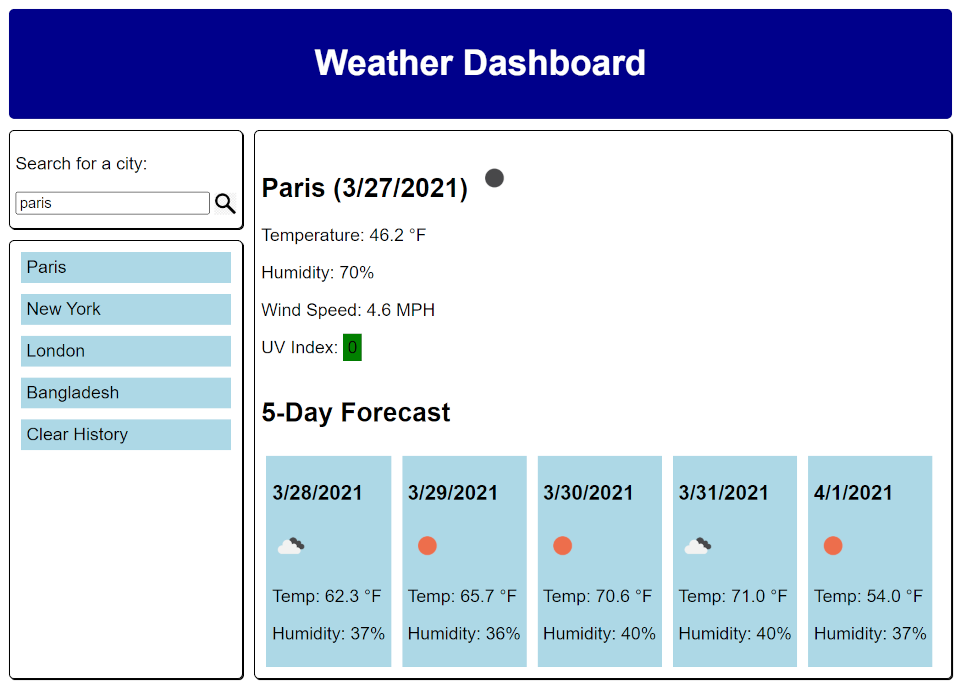 Weather Dashboard
Search for a city:
paris
Paris
New York
London
Bangladesh
Clear History
Paris (3/27/2021)
Temperature: 46.2 °F
Humidity: 70%
Wind Speed: 4.6 MPH
UV Index: 0
5-Day Forecast
3/28/2021
Temp: 62.3 °F
Humidity: 37%
3/29/2021
Temp: 65.7 °F
Humidity: 36%
3/30/2021
Temp: 70.6 °F
Humidity: 40%
3/31/2021
Temp: 71.0 °F
Humidity: 40%
4/1/2021
Temp: 54.0 °F
Humidity: 37%